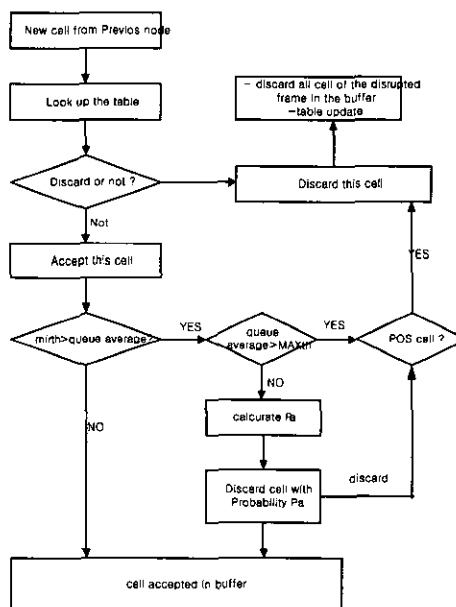 New cell from Previos node
Look up the table
- discard all cell of the disrupted
frame in the buffer
-table update
Discard or not ?
Discard this cell
Not
Accept this cell
YES
minth>queue average?
YES
queue
average>MAXth
YES
POS cell ?
NO
NO
calcurate Pa
Discard cell with
Probability Pa
discard
cell accepted in buffer